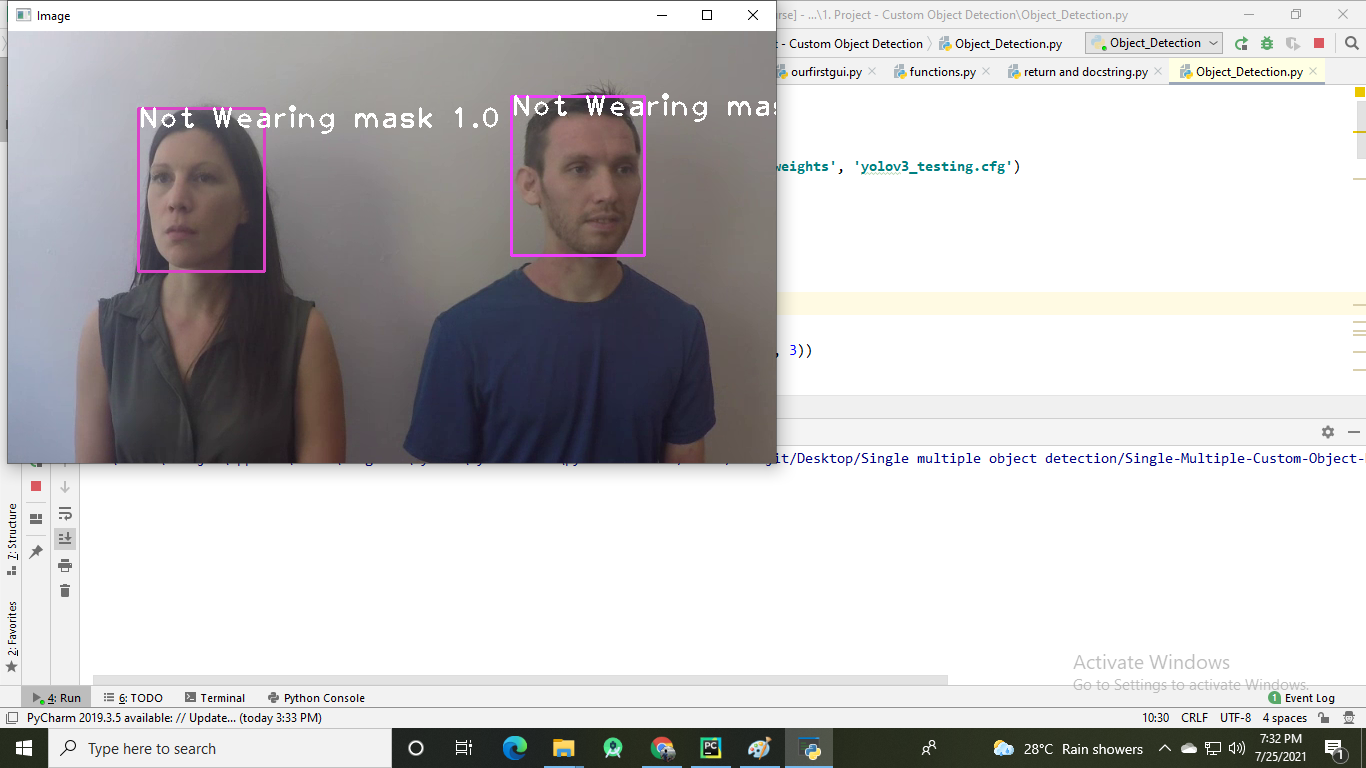 Image
rse] - ...\1. Project - Custom Object Detection\Object_Detection.py
- Custom Object Detection
Object_Detection.py
Object_Detection
ourfirstgui.py
functions.py
return and docstring.py
Object_Detection.py
Not Wearing mask 1.0
Not Wearing mas
weights', 'yolov3_testing.cfg')
, 3))
git/Desktop/Single multiple object detection/Single-Multiple-Custom-Object-
7: Structure
2: Favorites
Activate Windows
Go to Settings to activate Windows.
4: Run
6: TODO
Terminal
Python Console
1 Event Log
PyCharm 2019.3.5 available: // Update... (today 3:33 PM)
10:30 CRLF UTF-8 4 spaces
Type here to search
PC
28°C Rain showers
7:32 PM
7/25/2021
1